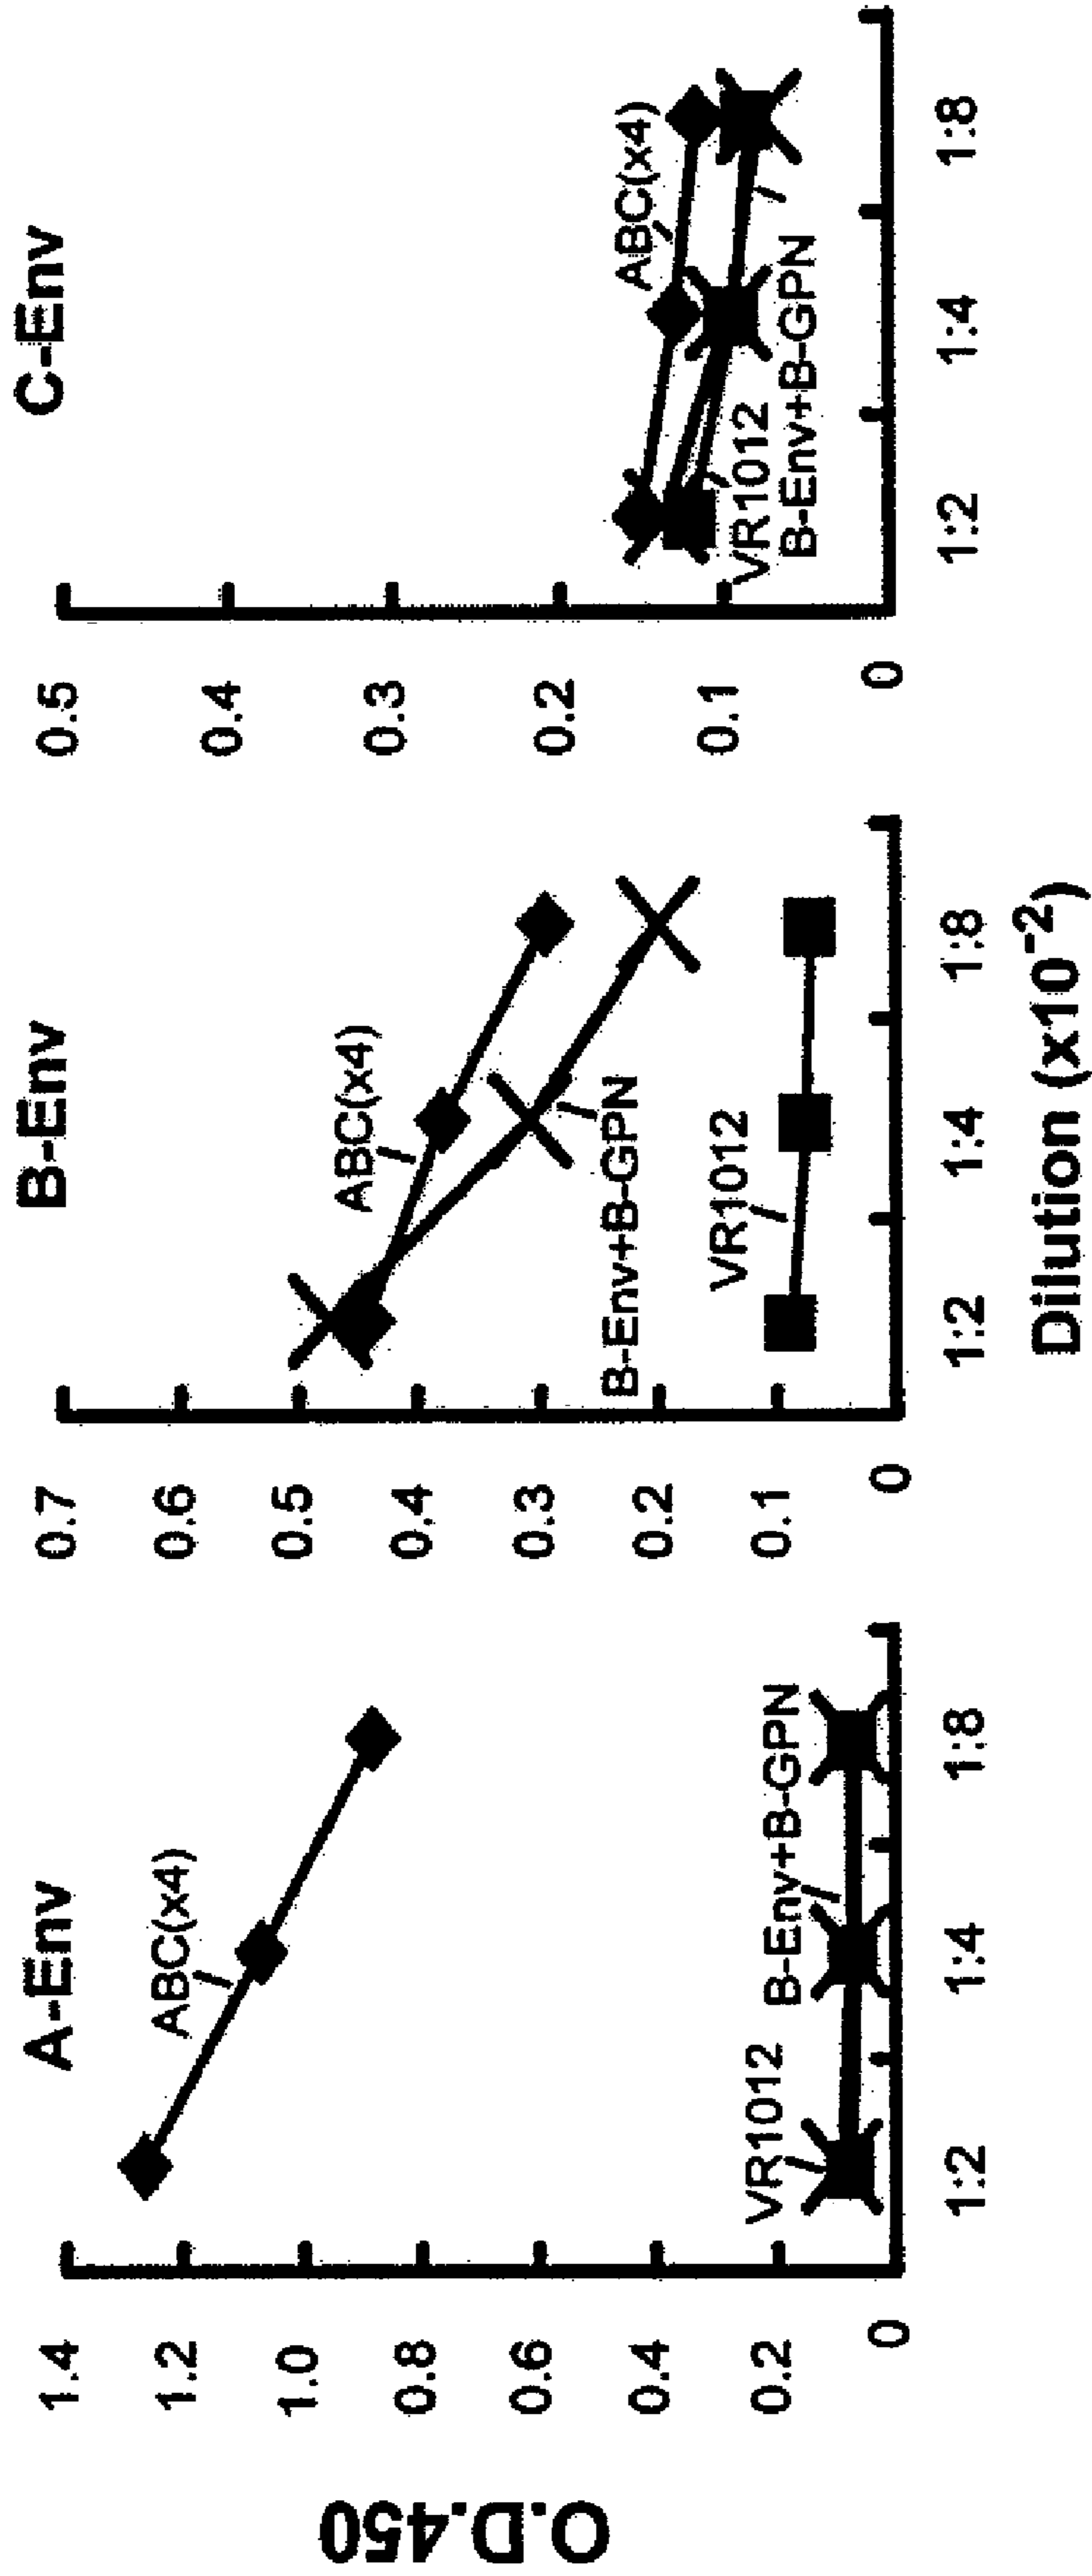 A-Env
1.4
1.2
1.0
0.8
0.6
0.4
0.2
0
ABC(x4)
VR1012
B-Env+B-GPN
1:2
1:4
1:8
B-Env
0.7
0.6
0.5
0.4
0.3
0.2
0.1
0
ABC(x4)
B-Env+B-GPN
VR1012
1:2
1:4
1:8
C-Env
0.5
0.4
0.3
0.2
0.1
0
ABC(x4)
VR1012
B-Env+B-GPN
1:2
1:4
1:8
O.D.450
Dilution (x10⁻²)